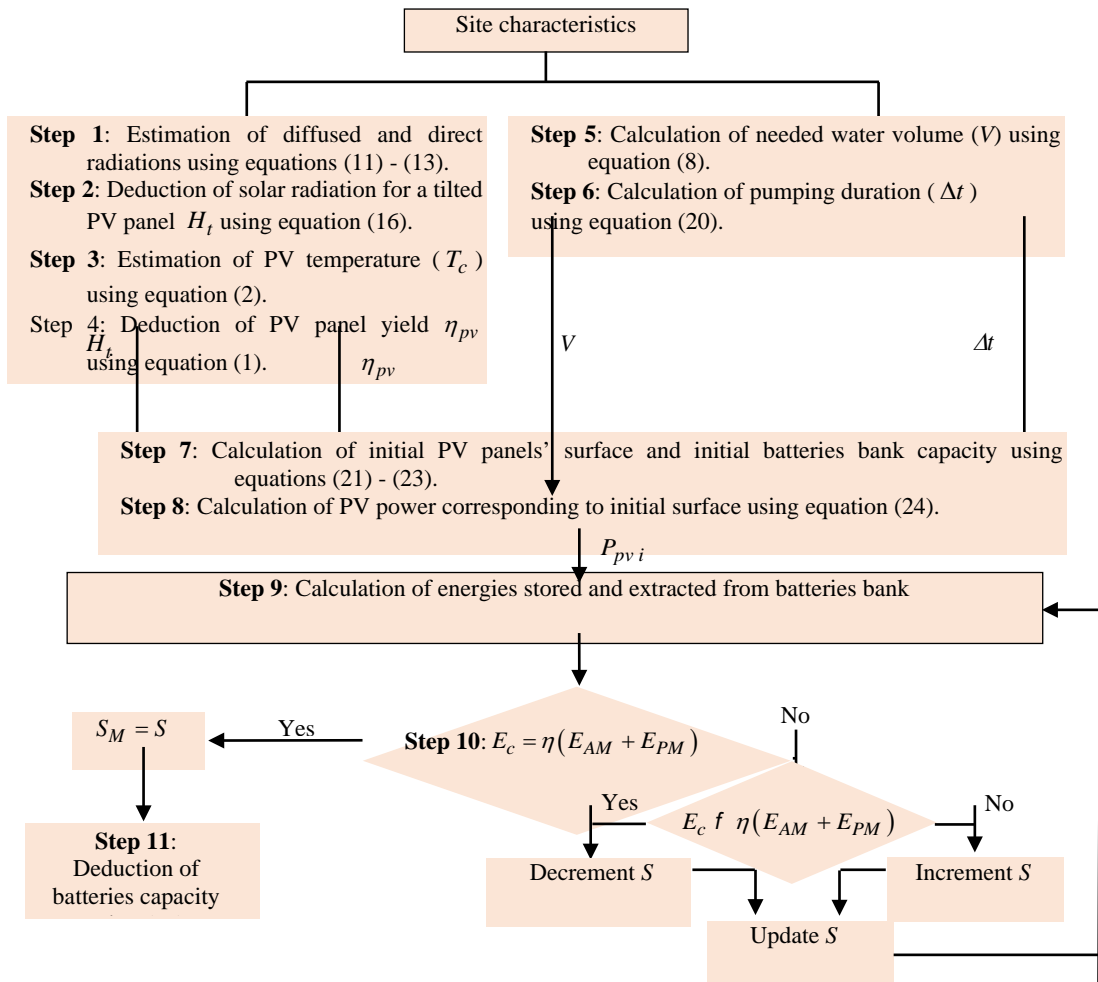 Site characteristics
Step 1: Estimation of diffused and direct
radiations using equations (11) - (13).
Step 2: Deduction of solar radiation for a tilted
PV panel H_t using equation (16).
Step 3: Estimation of PV temperature ( T_c )
using equation (2).
Step 4: Deduction of PV panel yield η_pv
using equation (1).
Step 5: Calculation of needed water volume (V) using
equation (8).
Step 6: Calculation of pumping duration ( Δt )
using equation (20).
H_t
η_pv
V
Δt
Step 7: Calculation of initial PV panels' surface and initial batteries bank capacity using
equations (21) - (23).
Step 8: Calculation of PV power corresponding to initial surface using equation (24).
P_pv i
Step 9: Calculation of energies stored and extracted from batteries bank
Step 10: E_c = η(E_AM + E_PM)
Yes
No
S_M = S
Step 11:
Deduction of
batteries capacity
E_c f η(E_AM + E_PM)
Yes
No
Decrement S
Increment S
Update S